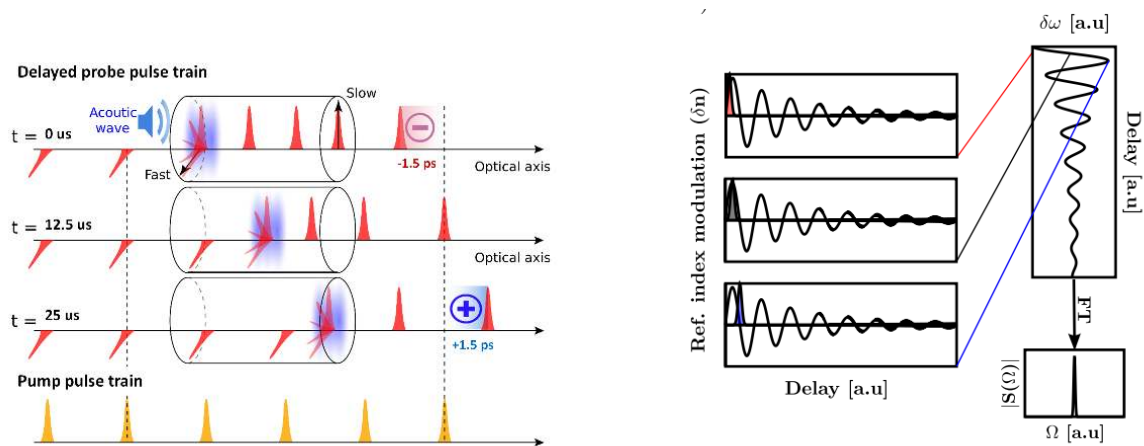 Delayed probe pulse train
Acoutic
wave
Slow
t = 0 us
Fast
-1.5 ps
Optical axis
t = 12.5 us
Optical axis
t = 25 us
+1.5 ps
Pump pulse train
Ref. index modulation (δn)
Delay [a.u]
δω [a.u]
Delay [a.u]
FT
|S(Ω)|
Ω [a.u]